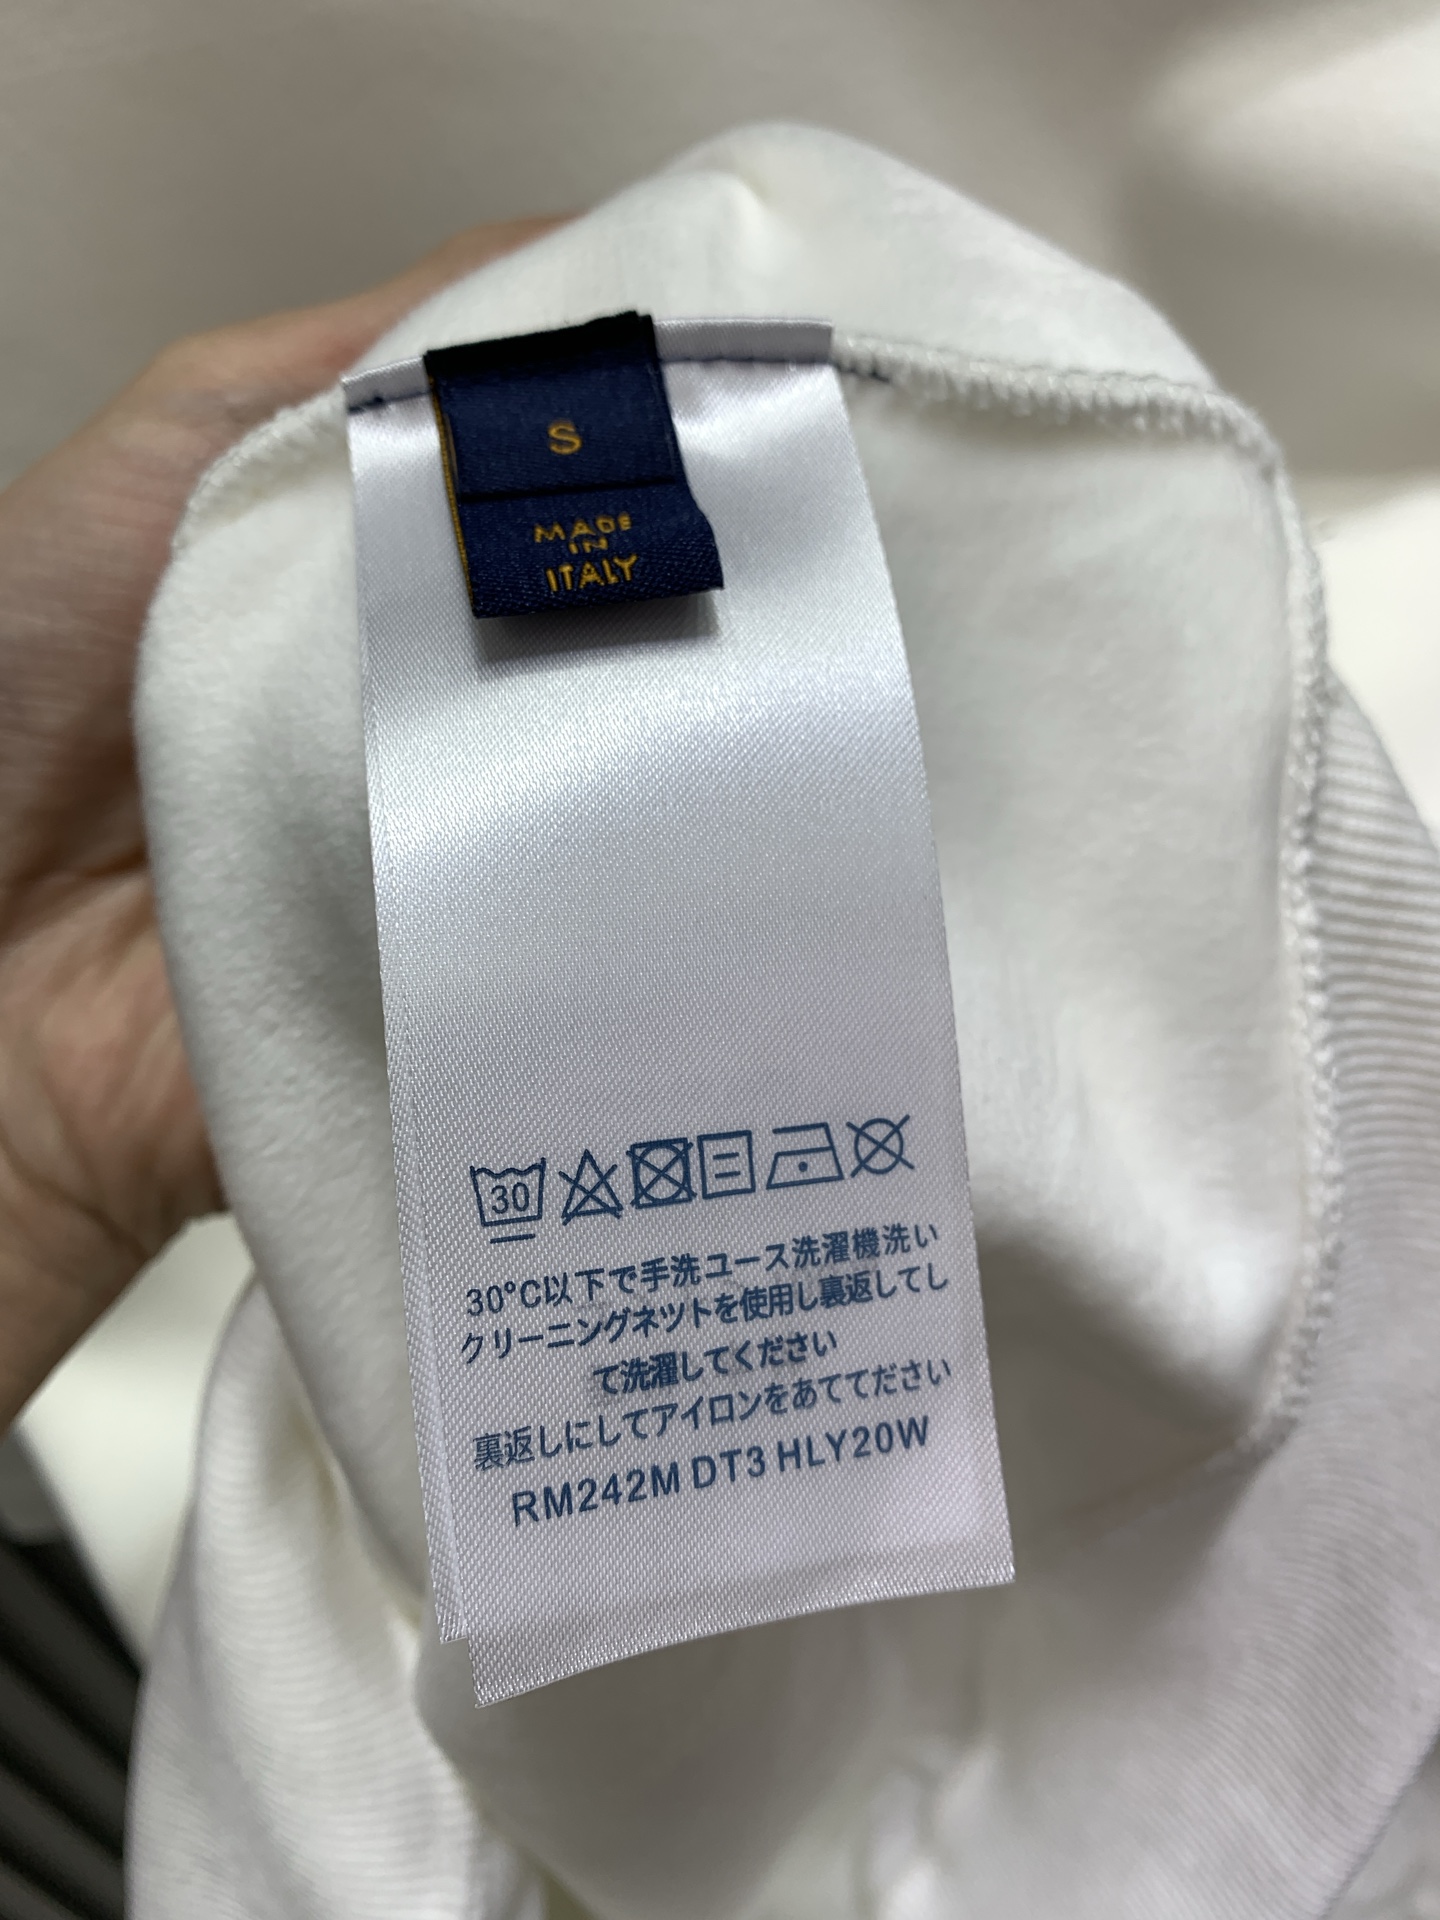 S
MADE
IN
ITALY
30
30°C以下で手洗ユース洗濯機洗い
クリーニングネツトを使用し裏返してし
て洗濯してください
裏返しにしてアイロンをあててださい
RM242M DT3 HLY20W